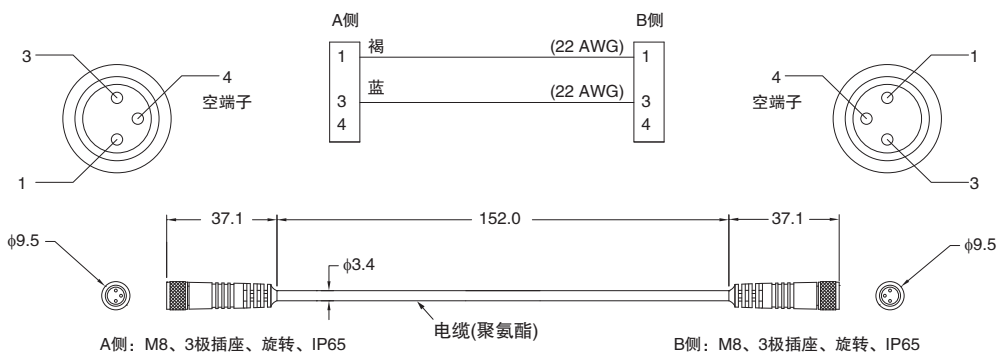 A侧
B侧
1 褐 (22 AWG) 1
3 蓝 (22 AWG) 3
4 4
3
4
空端子
1
1
4
空端子
3
37.1
152.0
37.1
φ9.5
φ3.4
φ9.5
电缆(聚氨酯)
A侧：M8、3极插座、旋转、IP65
B侧：M8、3极插座、旋转、IP65